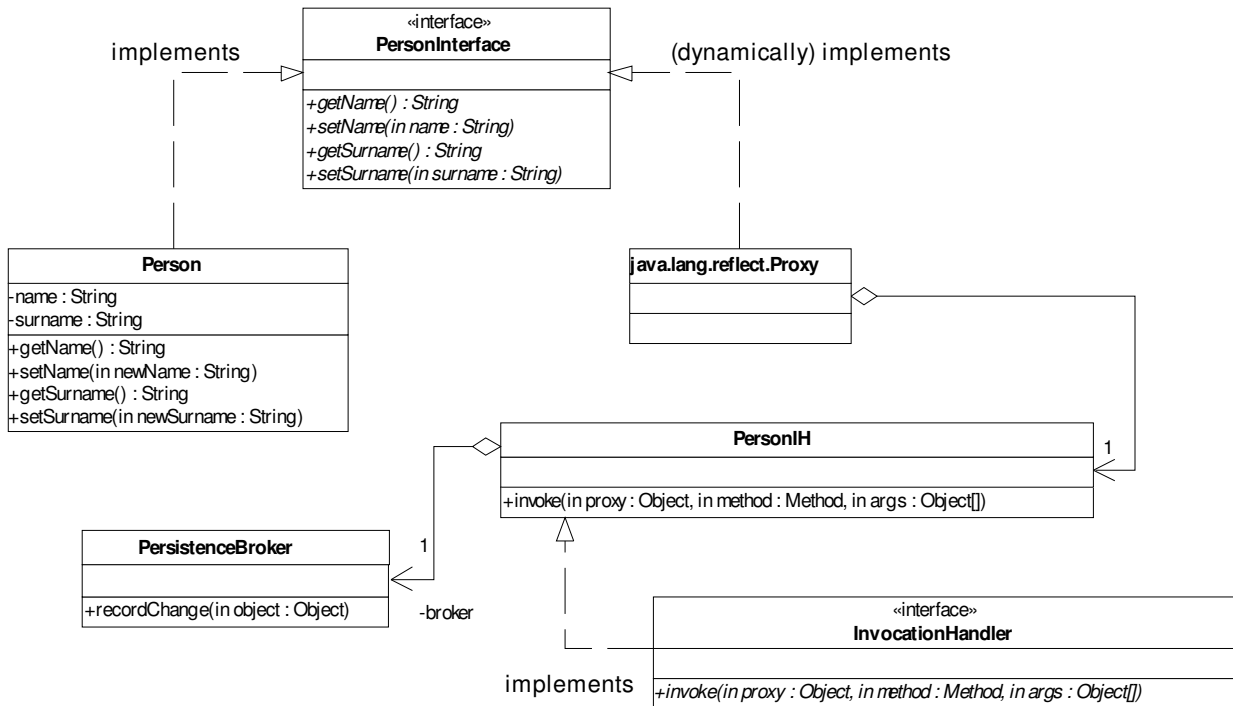 «interface»
PersonInterface
+getName() : String
+setName(in name : String)
+getSurname() : String
+setSurname(in surname : String)
implements
(dynamically) implements
Person
-name : String
-surname : String
+getName() : String
+setName(in newName : String)
+getSurname() : String
+setSurname(in newSurname : String)
java.lang.reflect.Proxy
PersonIH
+invoke(in proxy : Object, in method : Method, in args : Object[])
1
PersistenceBroker
+recordChange(in object : Object)
1
-broker
«interface»
InvocationHandler
+invoke(in proxy : Object, in method : Method, in args : Object[])
implements